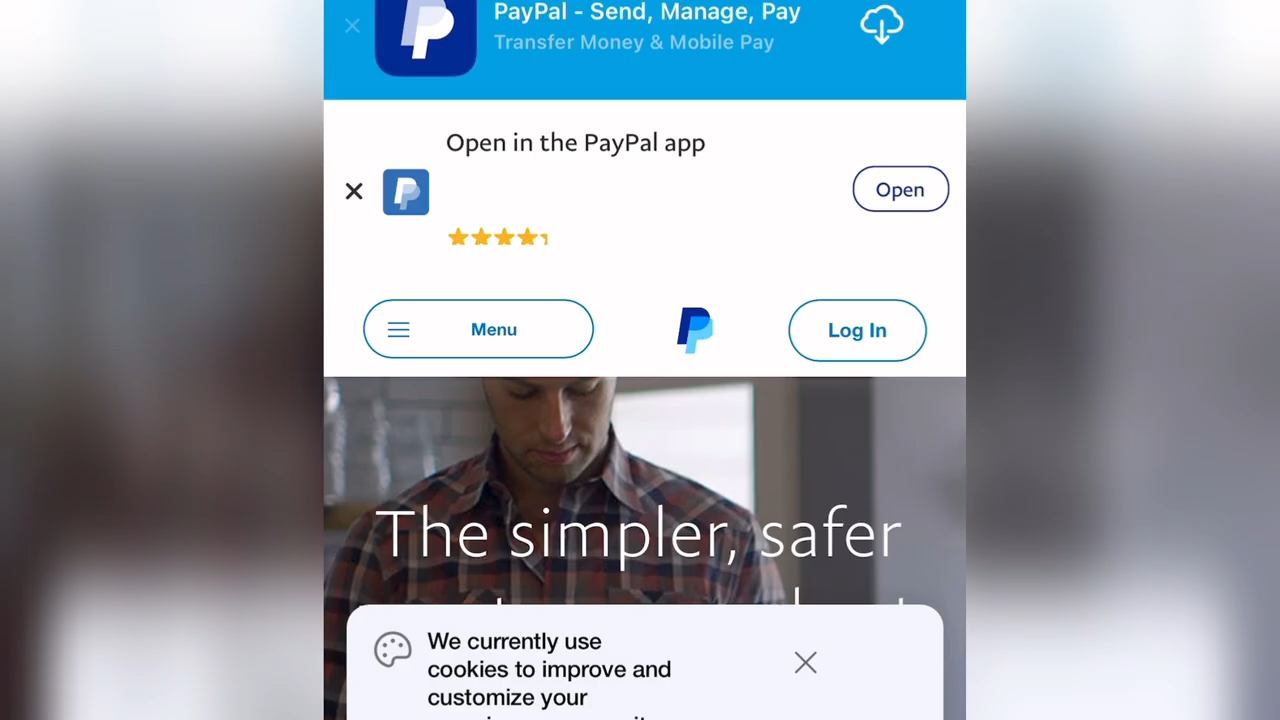 PayPal - Send, Manage, Pay
Transfer Money & Mobile Pay
Open in the PayPal app
Open
Menu
Log In
The simpler, safer
We currently use
cookies to improve and
customize your